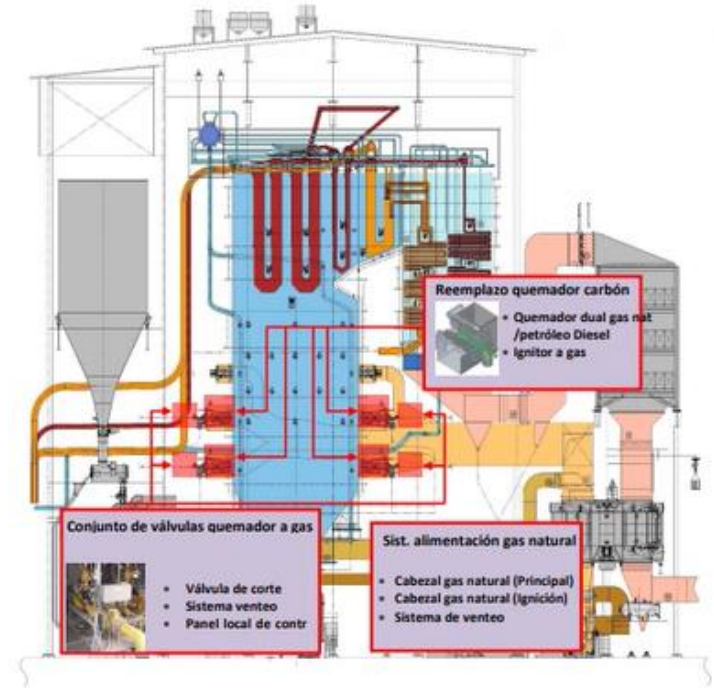 Reemplazo quemador carbón
• Quemador dual gas nat
/petróleo Diesel
• Ignitor a gas
Conjunto de válvulas quemador a gas
• Válvula de corte
• Sistema venteo
• Panel local de contr
Sist. alimentación gas natural
• Cabezal gas natural (Principal)
• Cabezal gas natural (Ignición)
• Sistema de venteo